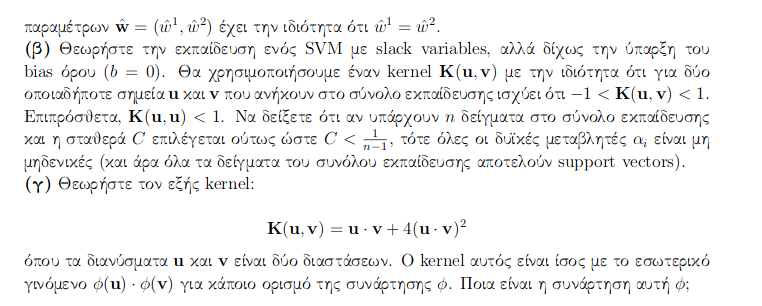 παραμέτρων ŵ = (ŵ¹, ŵ²) έχει την ιδιότητα ότι ŵ¹ = ŵ².
(β) Θεωρήστε την εκπαίδευση ενός SVM με slack variables, αλλά δίχως την ύπαρξη του
bias όρου (b = 0). Θα χρησιμοποιήσουμε έναν kernel K(u, v) με την ιδιότητα ότι για δύο
οποιαδήποτε σημεία u και v που ανήκουν στο σύνολο εκπαίδευσης ισχύει ότι −1 < K(u, v) < 1.
Επιπρόσθετα, K(u, u) < 1. Να δείξετε ότι αν υπάρχουν n δείγματα στο σύνολο εκπαίδευσης
και η σταθερά C επιλέγεται ούτως ώστε C < 1/(n−1), τότε όλες οι δυϊκές μεταβλητές αᵢ είναι μη
μηδενικές (και άρα όλα τα δείγματα του συνόλου εκπαίδευσης αποτελούν support vectors).
(γ) Θεωρήστε τον εξής kernel:
K(u, v) = u · v + 4(u · v)²
όπου τα διανύσματα u και v είναι δύο διαστάσεων. Ο kernel αυτός είναι ίσος με το εσωτερικό
γινόμενο ϕ(u) · ϕ(v) για κάποιο ορισμό της συνάρτησης ϕ. Ποια είναι η συνάρτηση αυτή ϕ;